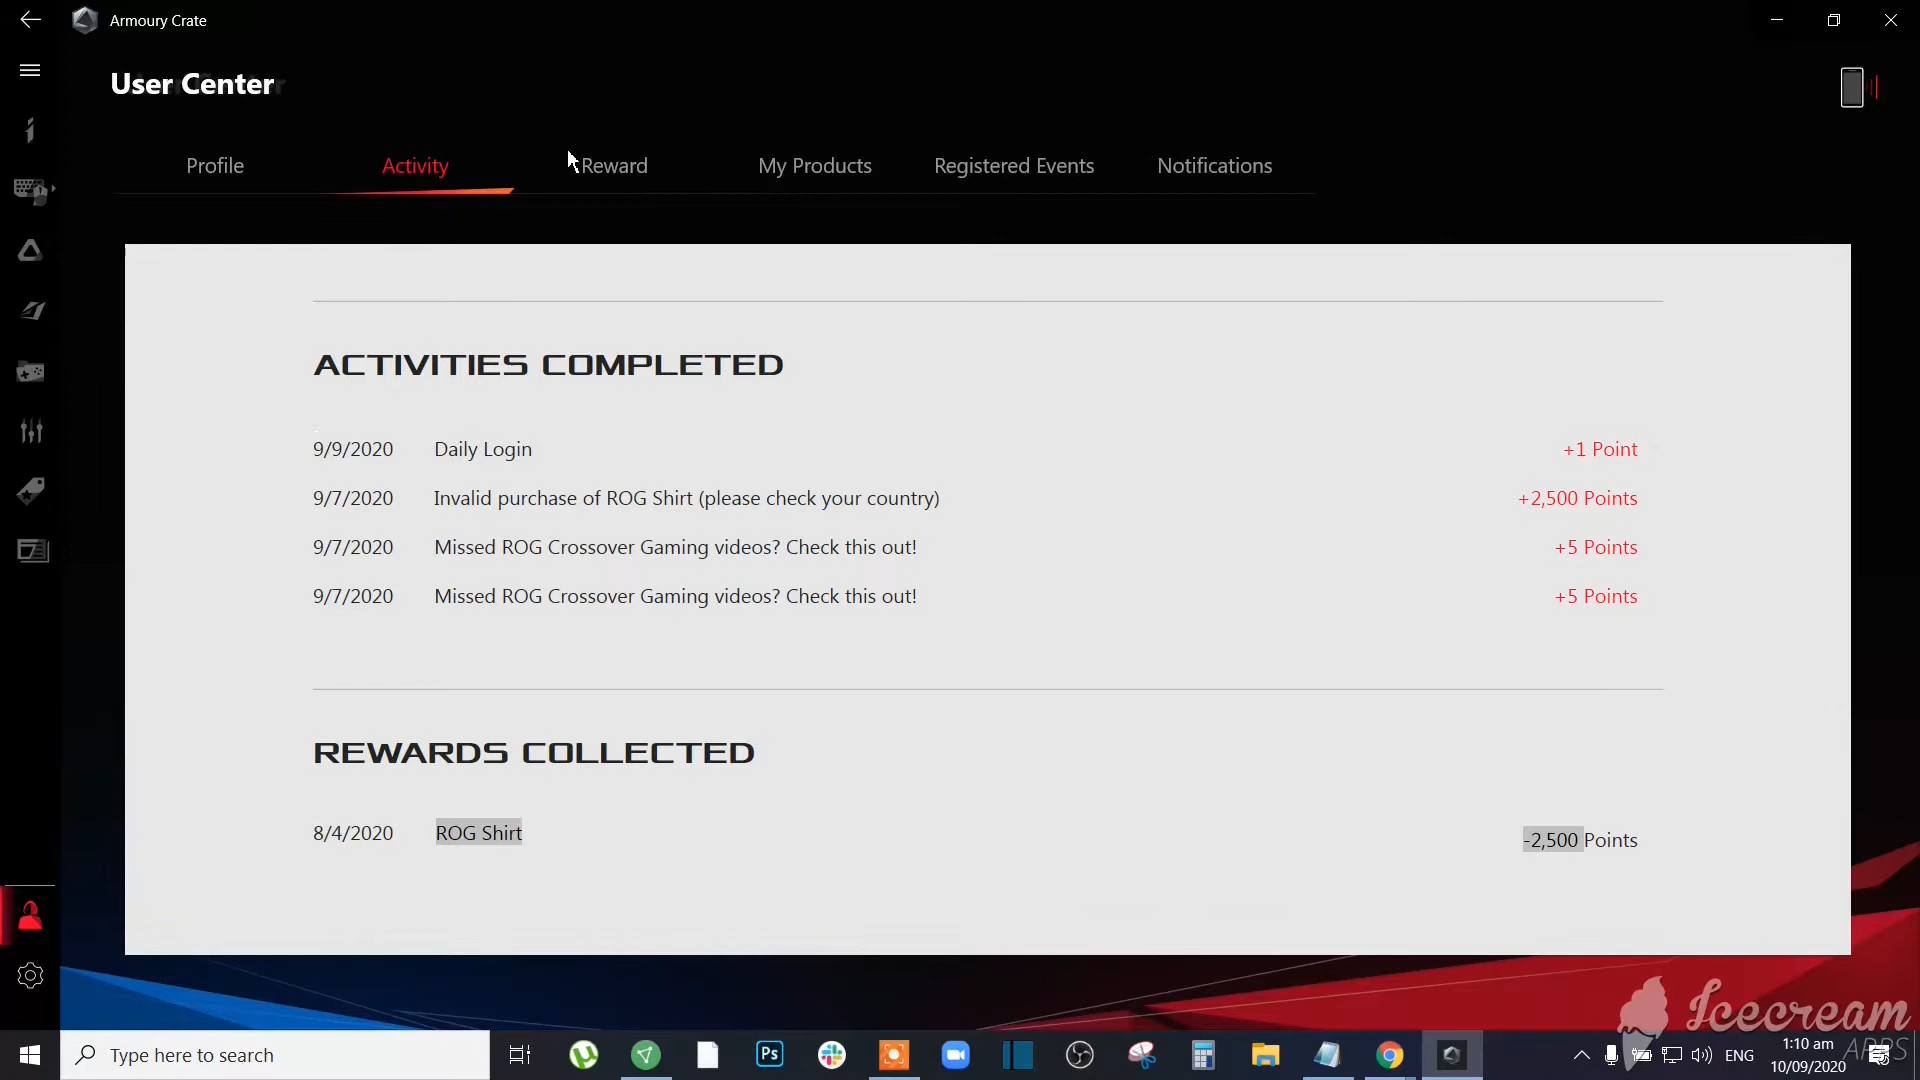 Armoury Crate
User Center
Profile
Activity
Reward
My Products
Registered Events
Notifications
ACTIVITIES COMPLETED
9/9/2020 Daily Login +1 Point
9/7/2020 Invalid purchase of ROG Shirt (please check your country) +2,500 Points
9/7/2020 Missed ROG Crossover Gaming videos? Check this out! +5 Points
9/7/2020 Missed ROG Crossover Gaming videos? Check this out! +5 Points
REWARDS COLLECTED
8/4/2020 ROG Shirt -2,500 Points
Icecream
APPS
Type here to search
Ps
ENG
1:10 am
10/09/2020